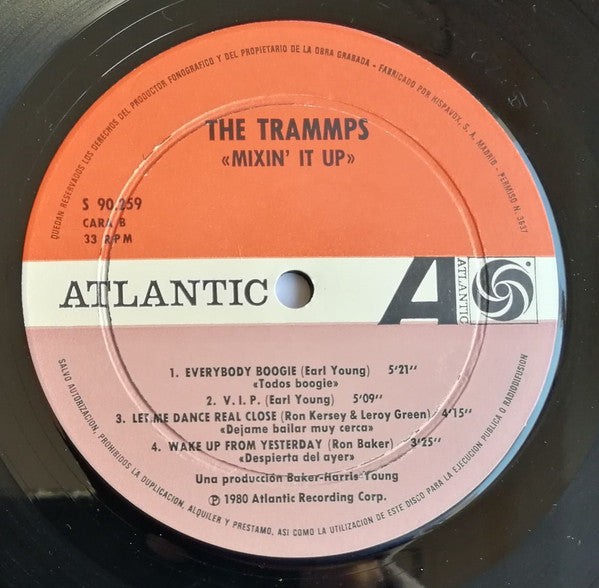 QUEDAN RESERVADOS LOS DERECHOS DEL PRODUCTOR FONOGRAFICO Y DEL PROPIETARIO DE LA OBRA GRABADA - FABRICADO POR HISPAVOX, S. A. MADRID - PERMISO N. 3637
THE TRAMMPS
«MIXIN' IT UP»
S 90.259
CARA B
33 RPM
ATLANTIC
A
ATLANTIC
1. EVERYBODY BOOGIE (Earl Young) 5'21''
«Todos boogie»
2. V. I. P. (Earl Young) 5'09''
3. LET ME DANCE REAL CLOSE (Ron Kersey & Leroy Green) 4'15''
«Dejame bailar muy cerca»
4. WAKE UP FROM YESTERDAY (Ron Baker) 3'25''
«Despierta del ayer»
Una producción Baker-Harris-Young
℗ 1980 Atlantic Recording Corp.
SALVO AUTORIZACION, PROHIBIDOS LA DUPLICACION, ALQUILER Y PRESTAMO, ASI COMO LA UTILIZACION DE ESTE DISCO PARA LA EJECUCION PUBLICA O RADIODIFUSION